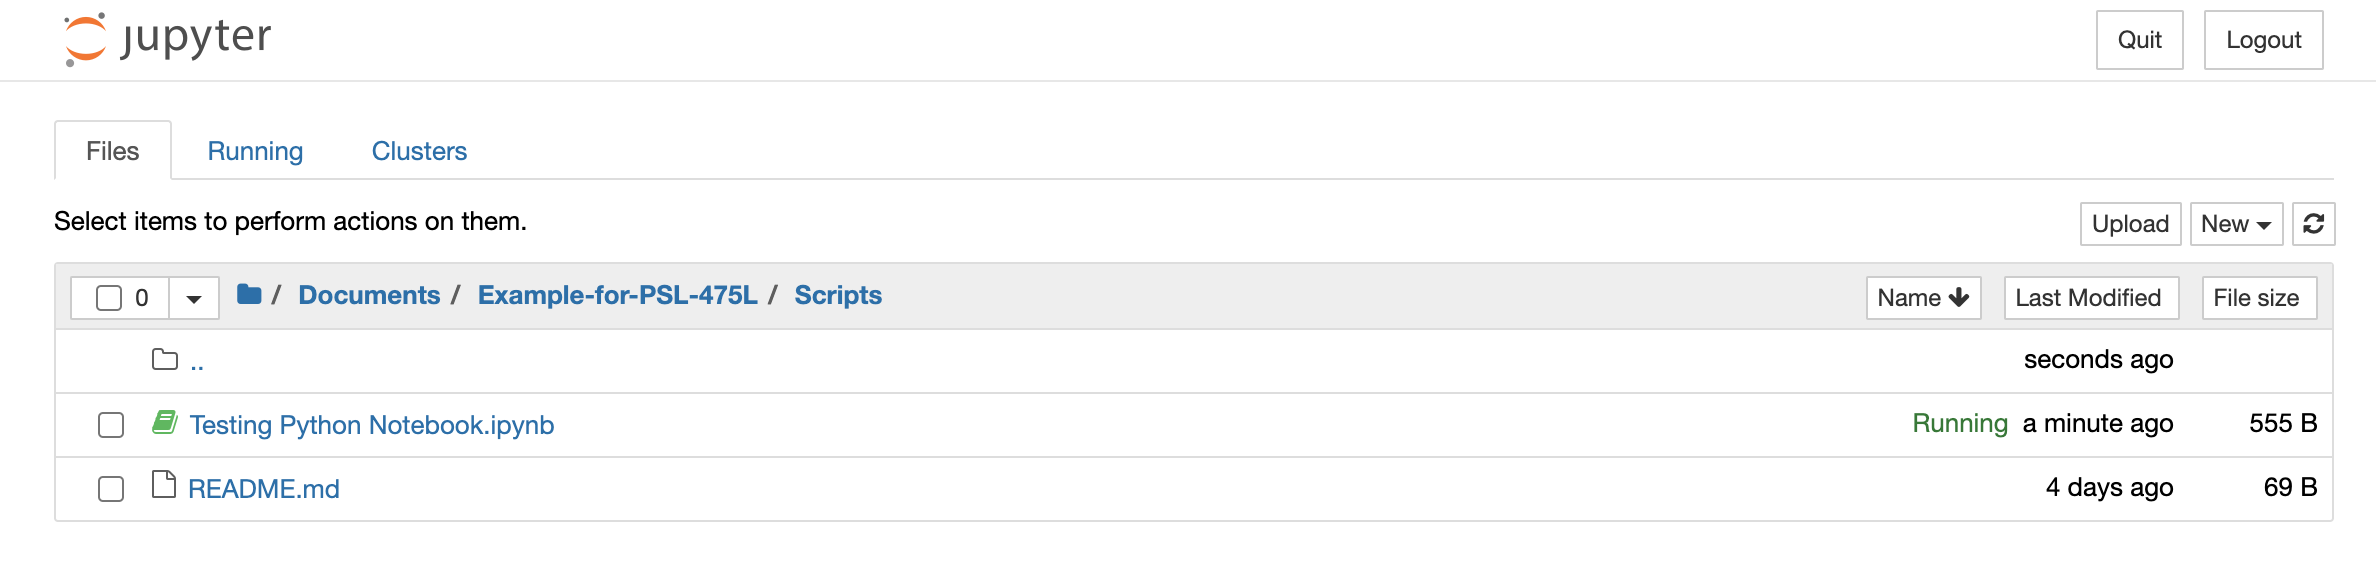 jupyter
Quit
Logout
Files
Running
Clusters
Select items to perform actions on them.
Upload
New
0
/ Documents / Example-for-PSL-475L / Scripts
Name
Last Modified
File size
..
seconds ago
Testing Python Notebook.ipynb
Running a minute ago
555 B
README.md
4 days ago
69 B